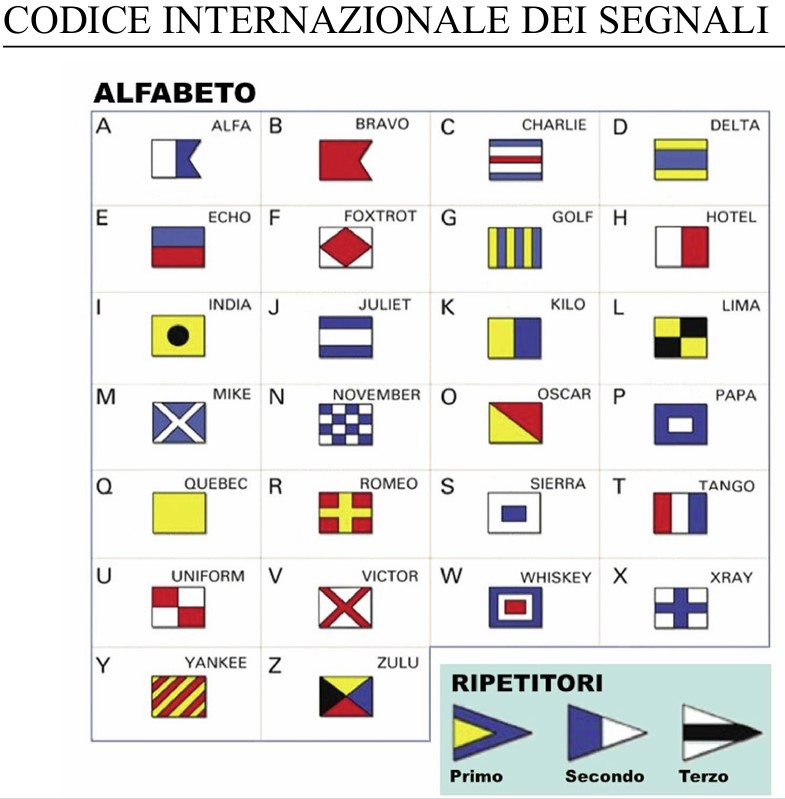 CODICE INTERNAZIONALE DEI SEGNALI
ALFABETO
A ALFA B BRAVO C CHARLIE D DELTA
E ECHO F FOXTROT G GOLF H HOTEL
I INDIA J JULIET K KILO L LIMA
M MIKE N NOVEMBER O OSCAR P PAPA
Q QUEBEC R ROMEO S SIERRA T TANGO
U UNIFORM V VICTOR W WHISKEY X XRAY
Y YANKEE Z ZULU
RIPETITORI
Primo Secondo Terzo